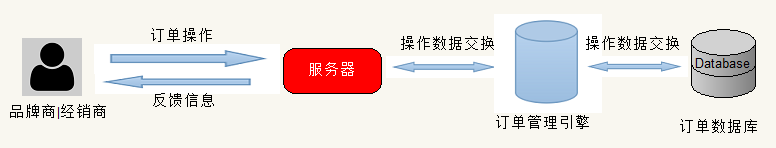 订单操作
反馈信息
品牌商|经销商
服务器
操作数据交换
订单管理引擎
操作数据交换
Database
订单数据库